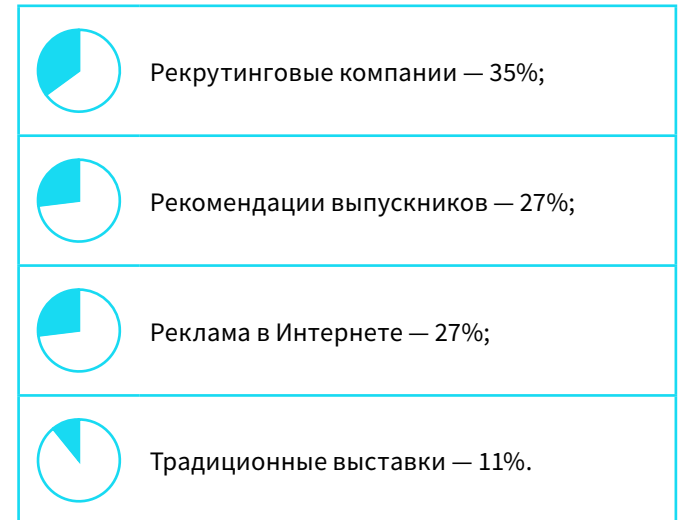 Рекрутинговые компании — 35%;
Рекомендации выпускников — 27%;
Реклама в Интернете — 27%;
Традиционные выставки — 11%.